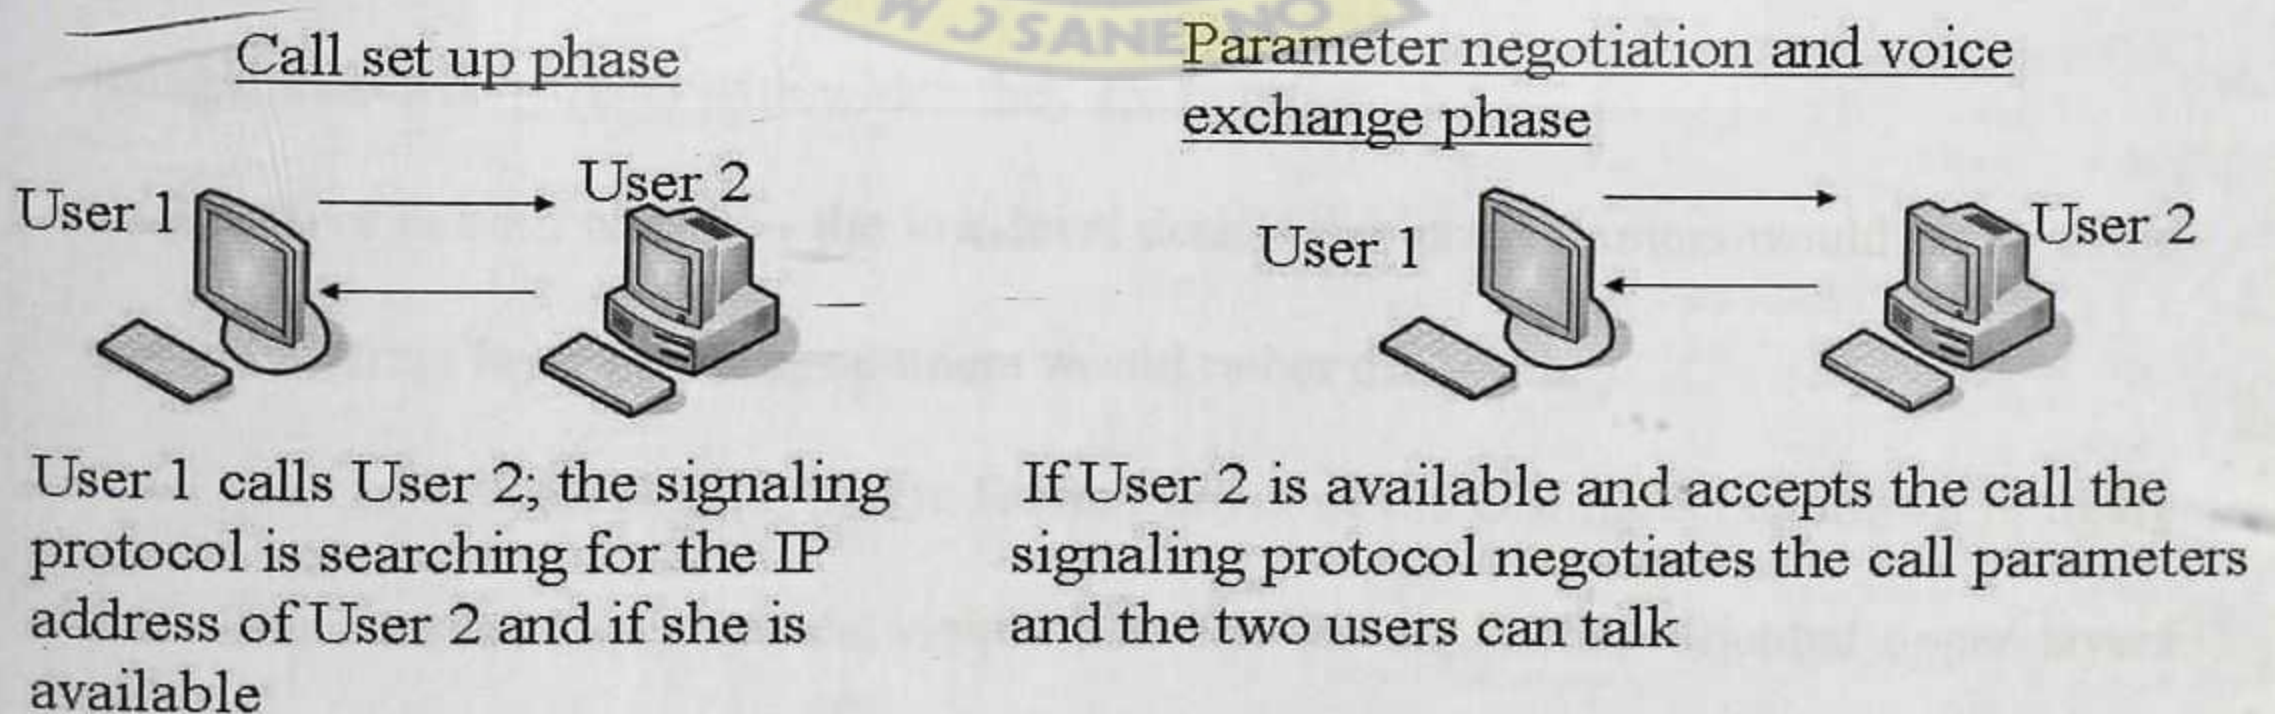 W J SANE NO
Call set up phase
User 1
User 2
User 1 calls User 2; the signaling
protocol is searching for the IP
address of User 2 and if she is
available
Parameter negotiation and voice
exchange phase
User 1
User 2
If User 2 is available and accepts the call the
signaling protocol negotiates the call parameters
and the two users can talk